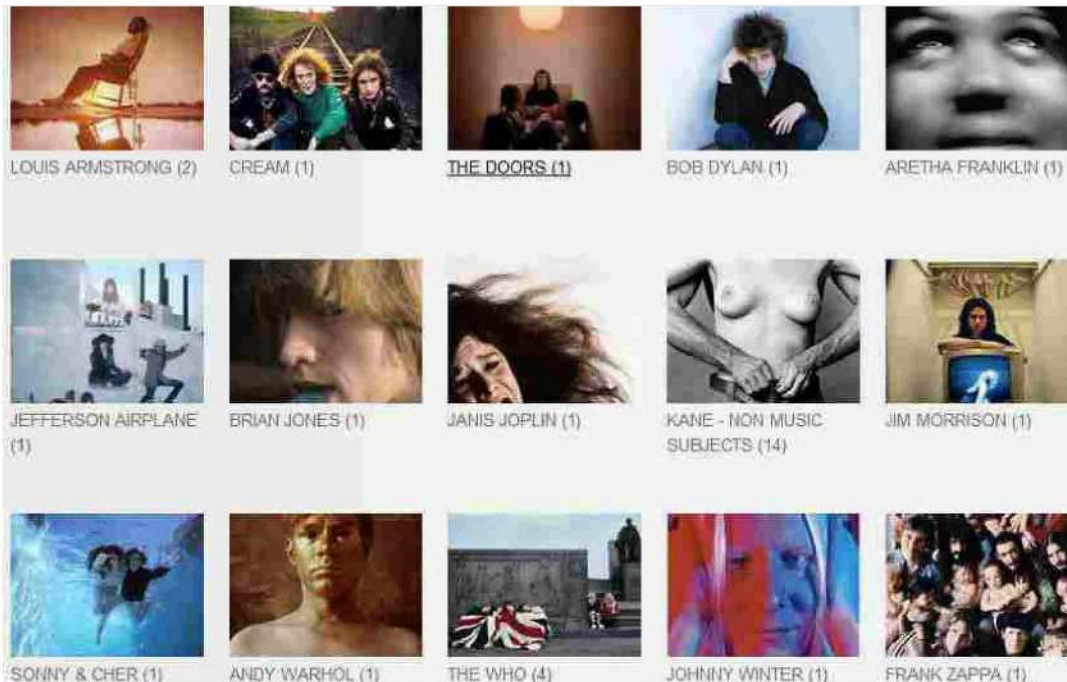 LOUIS ARMSTRONG (2)
CREAM (1)
THE DOORS (1)
BOB DYLAN (1)
ARETHA FRANKLIN (1)
JEFFERSON AIRPLANE
(1)
BRIAN JONES (1)
JANIS JOPLIN (1)
KANE - NON MUSIC
SUBJECTS (14)
JIM MORRISON (1)
SONNY & CHER (1)
ANDY WARHOL (1)
THE WHO (4)
JOHNNY WINTER (1)
FRANK ZAPPA (1)